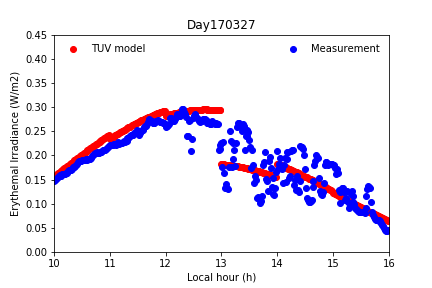 Day170327
TUV model
Measurement
Erythemal Irradiance (W/m2)
0.45
0.40
0.35
0.30
0.25
0.20
0.15
0.10
0.05
0.00
10 11 12 13 14 15 16
Local hour (h)